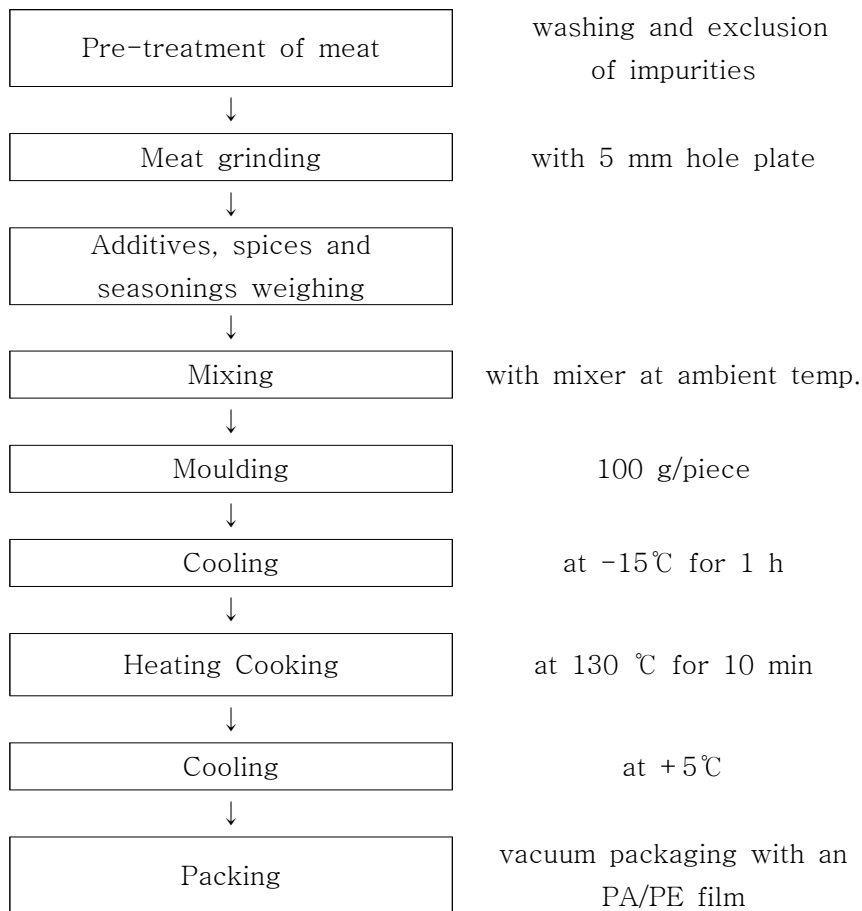 Pre-treatment of meat
washing and exclusion
of impurities
↓
Meat grinding
with 5 mm hole plate
↓
Additives, spices and
seasonings weighing
↓
Mixing
with mixer at ambient temp.
↓
Moulding
100 g/piece
↓
Cooling
at -15℃ for 1 h
↓
Heating Cooking
at 130 ℃ for 10 min
↓
Cooling
at +5℃
↓
Packing
vacuum packaging with an
PA/PE film